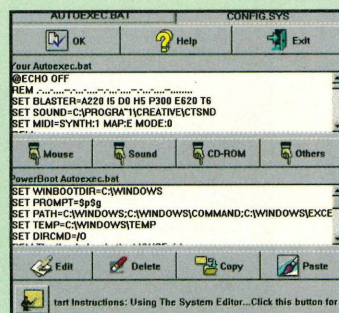 AUTOEXEC.BAT CONFIG.SYS
OK Help Exit
Your Autoexec.bat
@ECHO OFF
REM
SET BLASTER=A220 I5 D0 H5 P300 E620 T6
SET SOUND=C:\PROGRA~1\CREATIVE\CTSND
SET MIDI=SYNTH:1 MAP:E MODE:0
Mouse Sound CD-ROM Others
PowerBoot Autoexec.bat
SET WINBOOTDIR=C:\WINDOWS
SET PROMPT=$p$g
SET PATH=C:\WINDOWS;C:\WINDOWS\COMMAND;C:\WINDOWS\EXCE
SET TEMP=C:\WINDOWS\TEMP
SET DIRCMD=/O
Edit Delete Copy Paste
tart Instructions: Using The System Editor...Click this button for